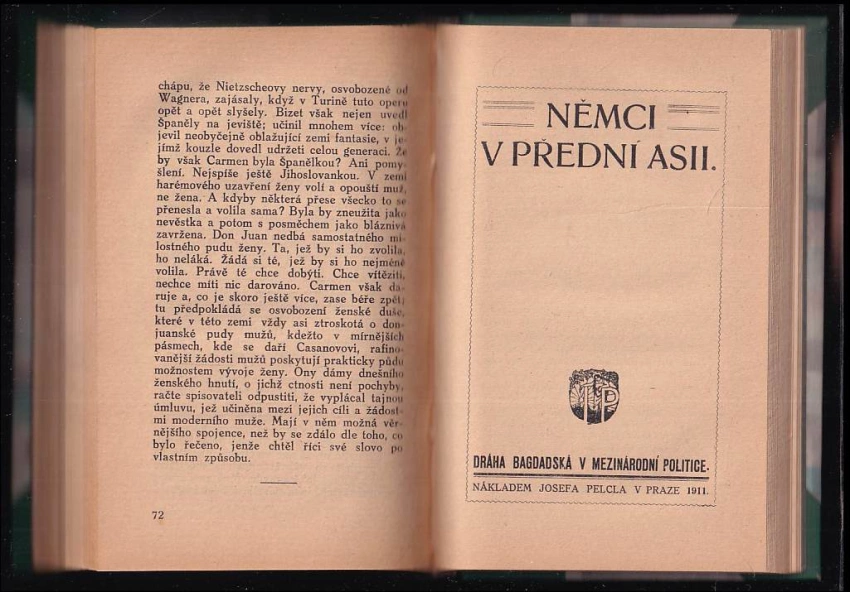 chápu, že Nietzscheovy nervy, osvobozené od
Wagnera, zajásaly, když v Turině tuto operu
opět a opět slyšely. Bizet však nejen uvedl
Španěly na jeviště; učinil mnohem více: ob-
jevil neobyčejně oblažující zemi fantasie, v je-
jímž kouzle dovedl udržeti celou generaci. Že
by však Carmen byla Španělkou? Ani pomy-
šlení. Nejspíše ještě Jihoslovankou. V zemi
harémového uzavření ženy volí a opouští muž,
ne žena. A kdyby některá přese všecko to se
přenesla a volila sama? Byla by zneužita jako
nevěstka a potom s posměchem jako bláznivá
zavržena. Don Juan nedbá samostatného mi-
lostného pudu ženy. Ta, jež by si ho zvolila,
ho neláká. Žádá si té, jež by si ho nejméně
volila. Právě té chce dobýti. Chce vítěziti,
nechce míti nic darováno. Carmen však da-
ruje a, co je skoro ještě více, zase béře zpět;
tu předpokládá se osvobození ženské duše,
které v této zemi vždy asi ztroskotá o don-
juanské pudy mužů, kdežto v mírnějších
pásmech, kde se daří Casanovovi, rafino-
vanější žádosti mužů poskytují prakticky půdu
možnostem vývoje ženy. Ony dámy dnešního
ženského hnutí, o jichž ctnosti není pochyby,
račte spisovateli odpustiti, že vyplácal tajnou
úmluvu, jež učiněna mezi jejich cíli a žádost-
mi moderního muže. Mají v něm možná věr-
nějšího spojence, než by se zdálo dle toho, co
bylo řečeno, jenže chtěl říci své slovo po
vlastním způsobu.
72
NĚMCI
V PŘEDNÍ ASII.
DRÁHA BAGDADSKÁ V MEZINÁRODNÍ POLITICE.
NÁKLADEM JOSEFA PELCLA V PRAZE 1911.